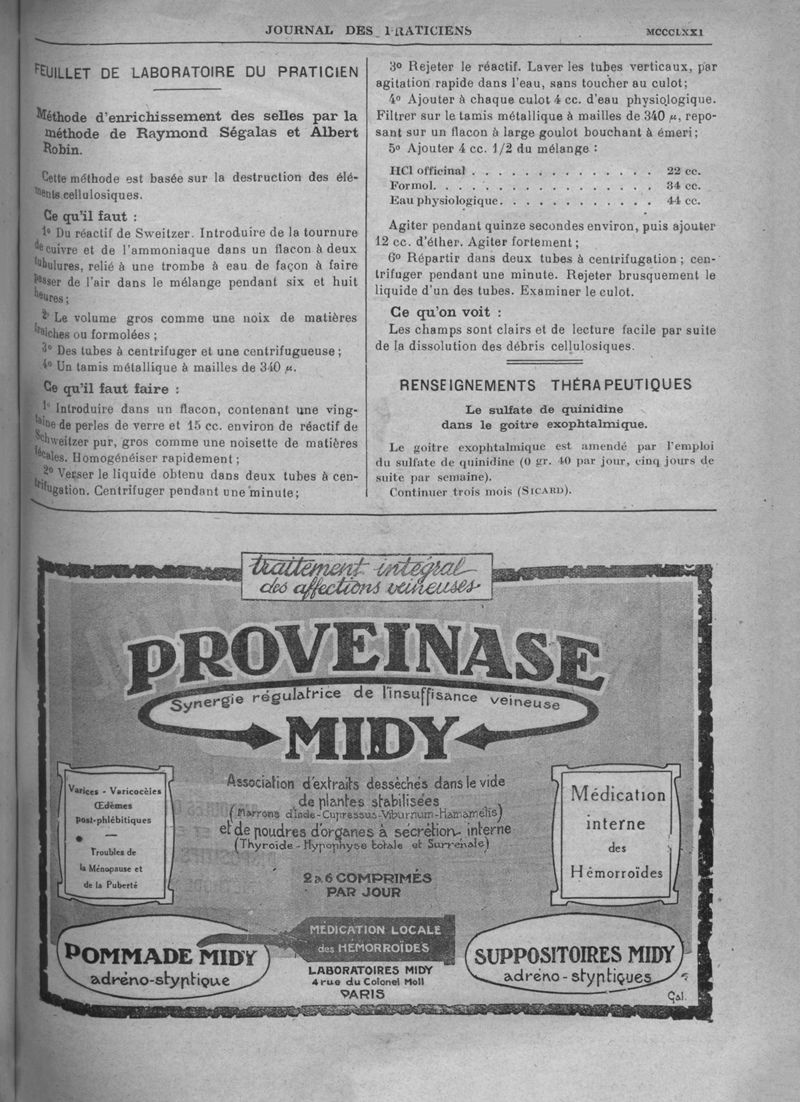 JOURNAL DES PRATICIENS MCCCLXXI
FEUILLET DE LABORATOIRE DU PRATICIEN
Méthode d'enrichissement des selles par la
méthode de Raymond Ségalas et Albert
Robin.
Cette méthode est basée sur la destruction des élé-
ments cellulosiques.
Ce qu'il faut :
1º Du réactif de Sweitzer. Introduire de la tournure
de cuivre et de l'ammoniaque dans un flacon à deux
tubulures, relié à une trombe à eau de façon à faire
passer de l'air dans le mélange pendant six et huit
heures ;
2º Le volume gros comme une noix de matières
fraîches ou formolées ;
3º Des tubes à centrifuger et une centrifugueuse ;
4º Un tamis métallique à mailles de 340 µ.
Ce qu'il faut faire :
1º Introduire dans un flacon, contenant une ving-
taine de perles de verre et 15 cc. environ de réactif de
Schweitzer pur, gros comme une noisette de matières
fécales. Homogénéiser rapidement ;
2º Verser le liquide obtenu dans deux tubes à cen-
trifugation. Centrifuger pendant une minute ;
3º Rejeter le réactif. Laver les tubes verticaux, par
agitation rapide dans l'eau, sans toucher au culot ;
4º Ajouter à chaque culot 4 cc. d'eau physiologique.
Filtrer sur le tamis métallique à mailles de 340 µ, repo-
sant sur un flacon à large goulot bouchant à émeri ;
5º Ajouter 4 cc. 1/2 du mélange :
HCl officinal . . . . . . . . . . . . . . 22 cc.
Formol. . . . . . . . . . . . . . . . . 34 cc.
Eau physiologique. . . . . . . . . . . . 44 cc.
Agiter pendant quinze secondes environ, puis ajouter
12 cc. d'éther. Agiter fortement ;
6º Répartir dans deux tubes à centrifugation ; cen-
trifuger pendant une minute. Rejeter brusquement le
liquide d'un des tubes. Examiner le culot.
Ce qu'on voit :
Les champs sont clairs et de lecture facile par suite
de la dissolution des débris cellulosiques.
RENSEIGNEMENTS THÉRAPEUTIQUES
Le sulfate de quinidine
dans le goitre exophtalmique.
Le goitre exophtalmique est amendé par l'emploi
du sulfate de quinidine (0 gr. 40 par jour, cinq jours de
suite par semaine).
Continuer trois mois (SICARD).
traitement intégral
des affections veineuses
PROVEINASE
Synergie régulatrice de l'insuffisance veineuse
MIDY
Varices - Varicocèles
Œdèmes
post-phlébitiques
Troubles de
la Ménopause et
de la Puberté
Association d'extraits desséchés dans le vide
de plantes stabilisées
(Marrons d'Inde-Cupressus-Viburnum-Hamamelis)
et de poudres d'organes à sécrétion interne
(Thyroïde - Hypophyse totale et Surrénale)
2 à 6 COMPRIMÉS
PAR JOUR
Médication
interne
des
Hémorroïdes
MÉDICATION LOCALE
des HÉMORROÏDES
POMMADE MIDY
adréno-styptique
LABORATOIRES MIDY
4 rue du Colonel Moll
PARIS
SUPPOSITOIRES MIDY
adréno-styptiques